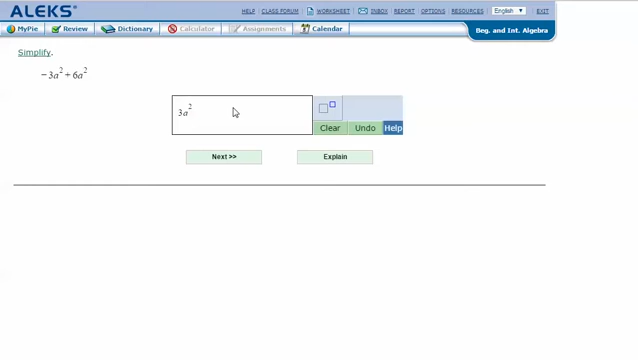 ALEKS®
HELP | CLASS FORUM | WORKSHEET | INBOX | REPORT | OPTIONS | RESOURCES English ▼ EXIT
MyPie Review Dictionary Calculator Assignments Calendar Beg. and Int. Algebra
Simplify.
−3a² + 6a²
3a²
Clear Undo Help
Next >> Explain